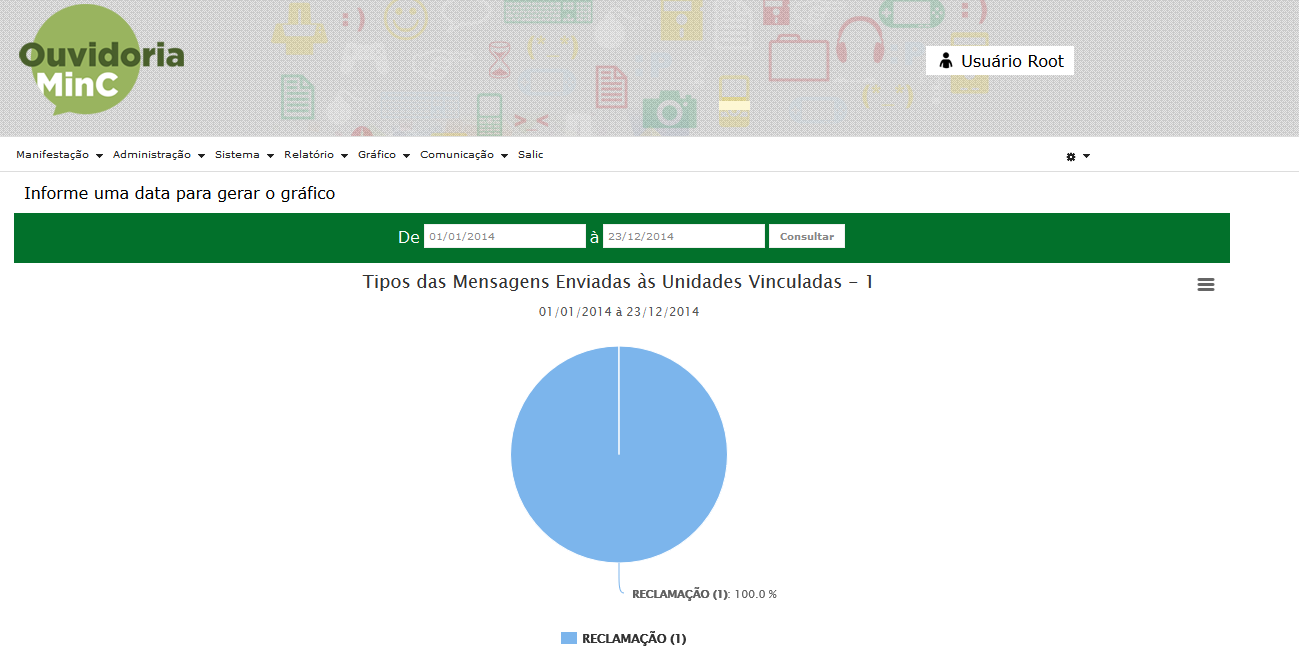 Ouvidoria
MinC
Usuário Root
Manifestação Administração Sistema Relatório Gráfico Comunicação Salic
Informe uma data para gerar o gráfico
De 01/01/2014 à 23/12/2014 Consultar
Tipos das Mensagens Enviadas às Unidades Vinculadas - 1
01/01/2014 à 23/12/2014
RECLAMAÇÃO (1): 100.0 %
RECLAMAÇÃO (1)